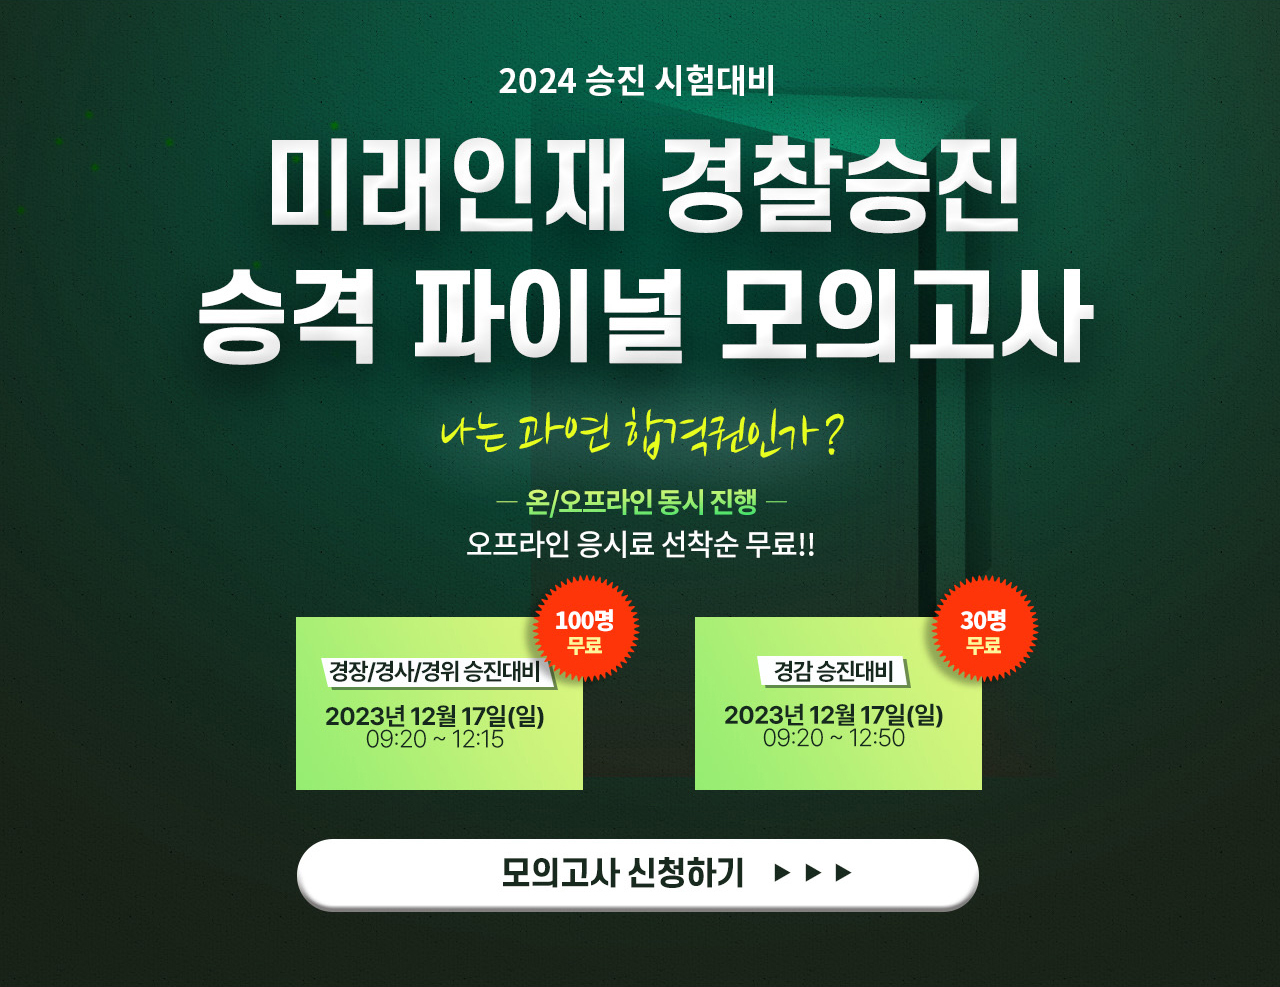 2024 승진 시험대비
미래인재 경찰승진
승격 파이널 모의고사
나는 과연 합격권인가?
온/오프라인 동시 진행
오프라인 응시료 선착순 무료!!
100명
무료
경장/경사/경위 승진대비
2023년 12월 17일(일)
09:20 ~ 12:15
30명
무료
경감 승진대비
2023년 12월 17일(일)
09:20 ~ 12:50
모의고사 신청하기 ▶ ▶ ▶